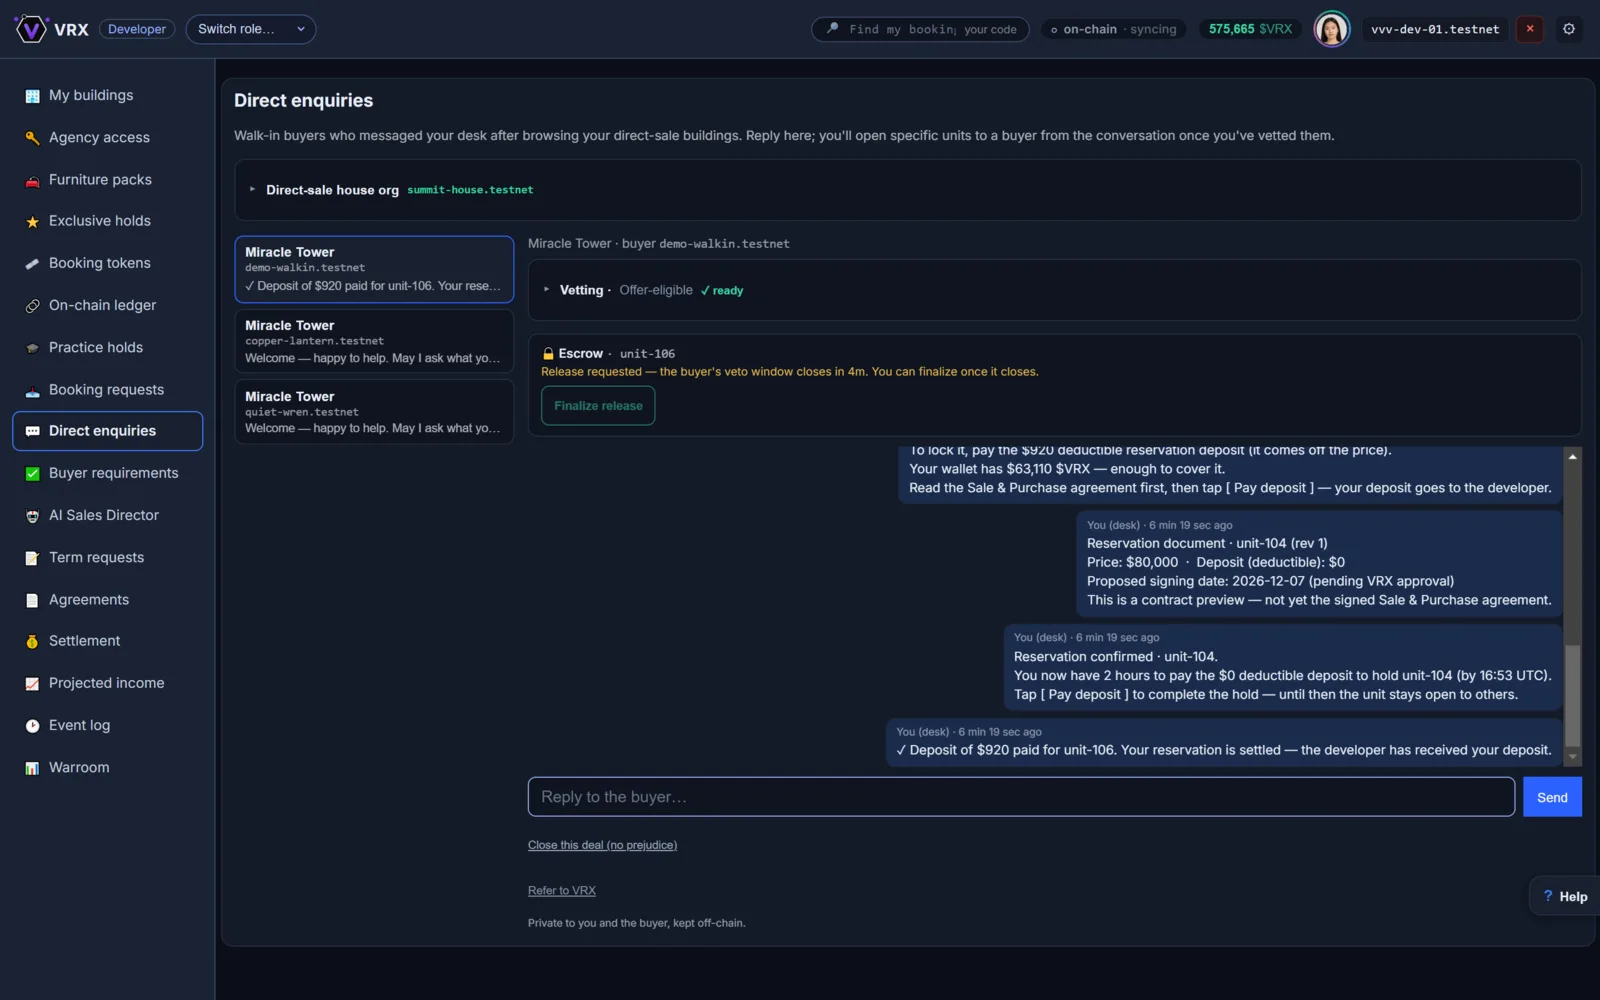 VRX
Developer
Switch role...
Find my bookin your code
on-chain · syncing
575,665 $VRX
vvv-dev-01.testnet
My buildings
Agency access
Furniture packs
Exclusive holds
Booking tokens
On-chain ledger
Practice holds
Booking requests
Direct enquiries
Buyer requirements
AI Sales Director
Term requests
Agreements
Settlement
Projected income
Event log
Warroom
Direct enquiries
Walk-in buyers who messaged your desk after browsing your direct-sale buildings. Reply here; you'll open specific units to a buyer from the conversation once you've vetted them.
Direct-sale house org summit-house.testnet
Miracle Tower
demo-walkin.testnet
✓ Deposit of $920 paid for unit-106. Your rese...
Miracle Tower
copper-lantern.testnet
Welcome — happy to help. May I ask what yo...
Miracle Tower
quiet-wren.testnet
Welcome — happy to help. May I ask what yo...
Miracle Tower · buyer demo-walkin.testnet
Vetting · Offer-eligible ✓ ready
Escrow · unit-106
Release requested — the buyer's veto window closes in 4m. You can finalize once it closes.
Finalize release
To lock it, pay the $920 deductible reservation deposit (it comes off the price).
Your wallet has $63,110 $VRX — enough to cover it.
Read the Sale & Purchase agreement first, then tap [ Pay deposit ] — your deposit goes to the developer.
You (desk) · 6 min 19 sec ago
Reservation document · unit-104 (rev 1)
Price: $80,000 · Deposit (deductible): $0
Proposed signing date: 2026-12-07 (pending VRX approval)
This is a contract preview — not yet the signed Sale & Purchase agreement.
You (desk) · 6 min 19 sec ago
Reservation confirmed · unit-104.
You now have 2 hours to pay the $0 deductible deposit to hold unit-104 (by 16:53 UTC).
Tap [ Pay deposit ] to complete the hold — until then the unit stays open to others.
You (desk) · 6 min 19 sec ago
✓ Deposit of $920 paid for unit-106. Your reservation is settled — the developer has received your deposit.
Reply to the buyer...
Send
Close this deal (no prejudice)
Refer to VRX
Private to you and the buyer, kept off-chain.
? Help